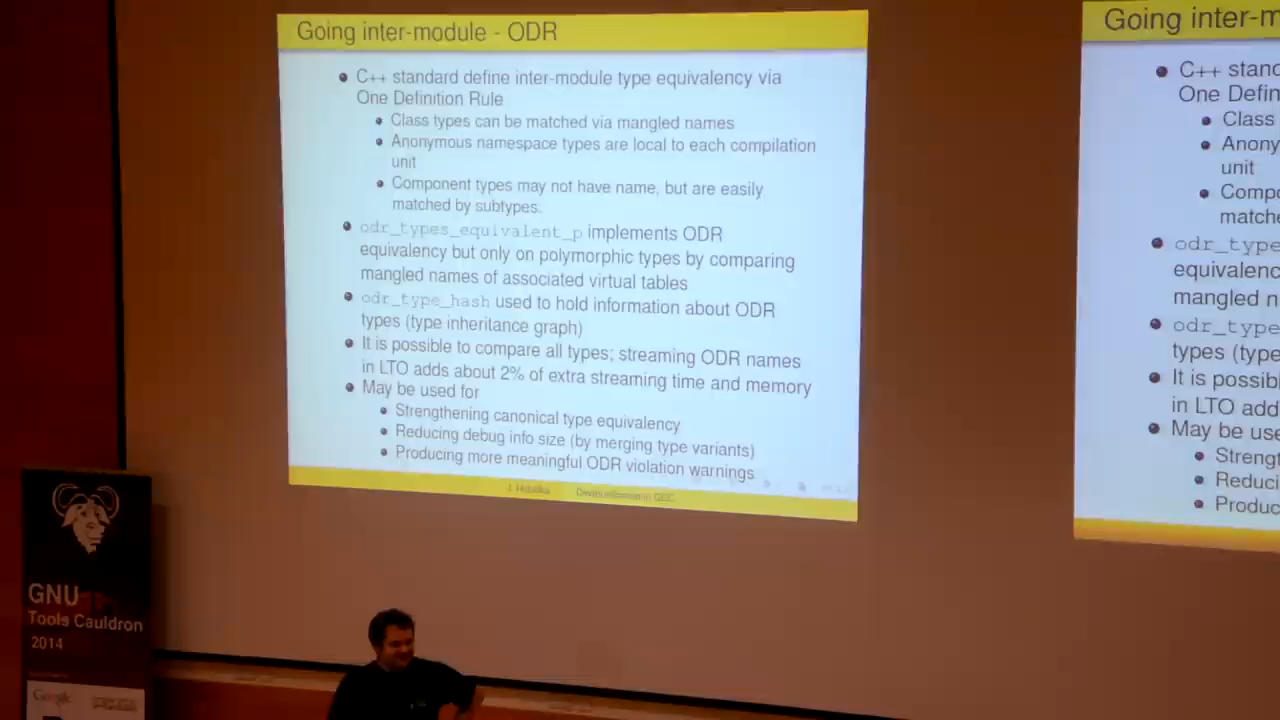 Going inter-module - ODR
C++ standard define inter-module type equivalency via
One Definition Rule
Class types can be matched via mangled names
Anonymous namespace types are local to each compilation
unit
Component types may not have name, but are easily
matched by subtypes.
odr_types_equivalent_p implements ODR
equivalency but only on polymorphic types by comparing
mangled names of associated virtual tables
odr_type_hash used to hold information about ODR
types (type inheritance graph)
It is possible to compare all types; streaming ODR names
in LTO adds about 2% of extra streaming time and memory
May be used for
Strengthening canonical type equivalency
Reducing debug info size (by merging type variants)
Producing more meaningful ODR violation warnings
Going inter-m
C++ stand
One Defin
Class
Anony
unit
Compo
matche
odr_type
equivalenc
mangled n
odr_type
types (type
It is possibl
in LTO add
May be use
Strengt
Reduci
Produc
GNU
Tools Cauldron
2014
Google